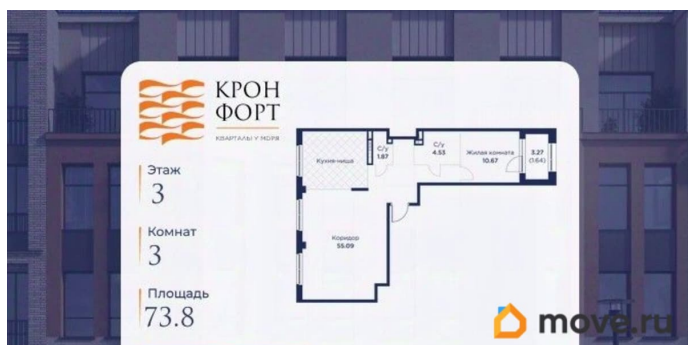 КРОН
ФОРТ
КВАРТАЛЫ У МОРЯ
Этаж
3
Комнат
3
Площадь
73.8
Кухня-ниша
С/у
1.87
С/у
4.53
Жилая комната
10.67
3.27
(1.64)
Коридор
55.09
move.ru